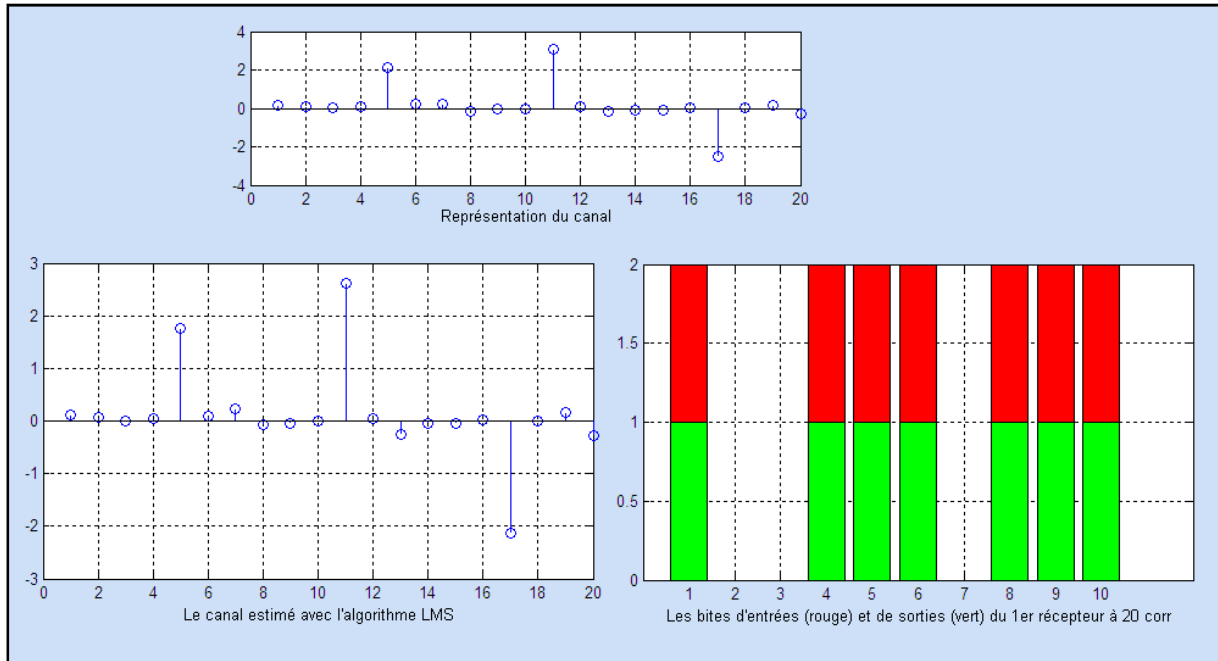 4
2
0
-2
-4
0 2 4 6 8 10 12 14 16 18 20
Représentation du canal
3
2
1
0
-1
-2
-3
0 2 4 6 8 10 12 14 16 18 20
Le canal estimé avec l'algorithme LMS
2
1.5
1
0.5
0
1 2 3 4 5 6 7 8 9 10
Les bites d'entrées (rouge) et de sorties (vert) du 1er récepteur à 20 corr